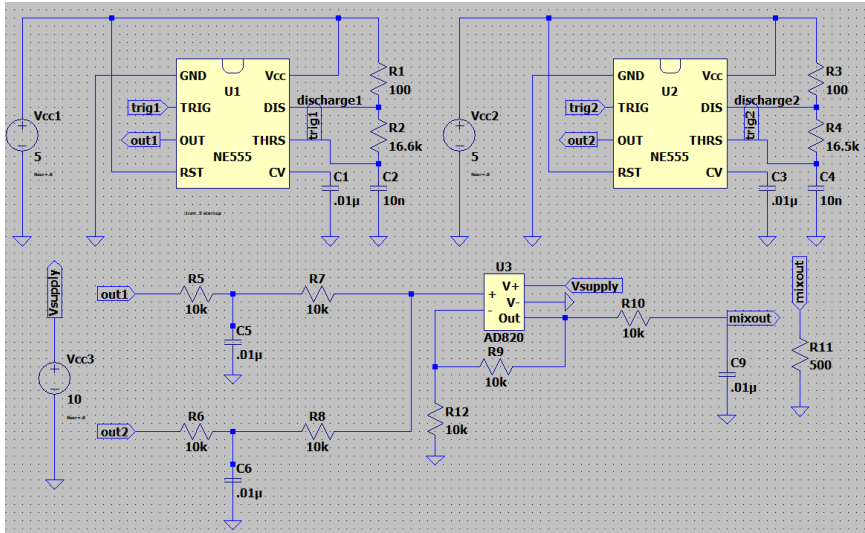 GND
U1
Vcc
TRIG
DIS
OUT
THRS
RST
NE555
CV
trig1
out1
discharge1
trig1
Vcc1
5
R1
100
R2
16.6k
C1
.01µ
C2
10n
GND
U2
Vcc
TRIG
DIS
OUT
THRS
RST
NE555
CV
trig2
out2
discharge2
trig2
Vcc2
5
R3
100
R4
16.5k
C3
.01µ
C4
10n
Vsupply
Vcc3
10
out1
R5
10k
R7
10k
C5
.01µ
out2
R6
10k
R8
10k
C6
.01µ
U3
+
-
V+
V-
Out
AD820
Vsupply
R9
10k
R12
10k
R10
10k
mixout
C9
.01µ
mixout
R11
500